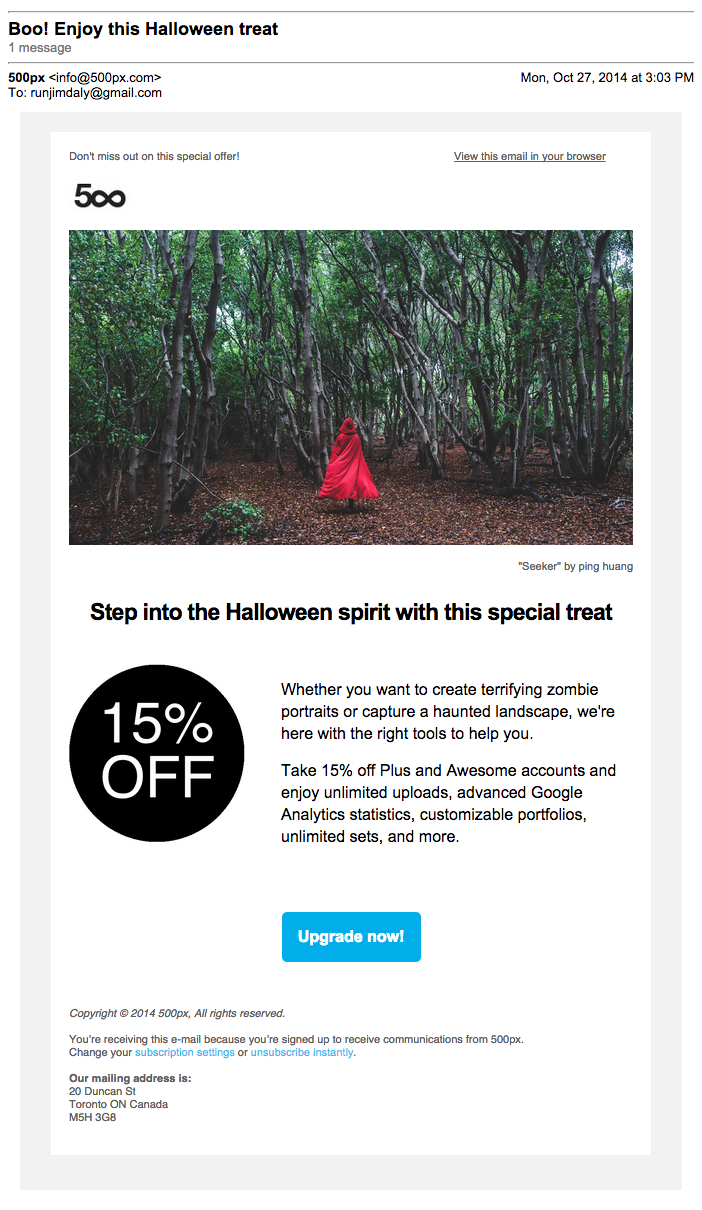 Boo! Enjoy this Halloween treat
1 message
500px <info@500px.com>
Mon, Oct 27, 2014 at 3:03 PM
To: runjimdaly@gmail.com
Don't miss out on this special offer!
View this email in your browser
500
"Seeker" by ping huang
Step into the Halloween spirit with this special treat
15%
OFF
Whether you want to create terrifying zombie
portraits or capture a haunted landscape, we're
here with the right tools to help you.
Take 15% off Plus and Awesome accounts and
enjoy unlimited uploads, advanced Google
Analytics statistics, customizable portfolios,
unlimited sets, and more.
Upgrade now!
Copyright © 2014 500px, All rights reserved.
You're receiving this e-mail because you're signed up to receive communications from 500px.
Change your subscription settings or unsubscribe instantly.
Our mailing address is:
20 Duncan St
Toronto ON Canada
M5H 3G8